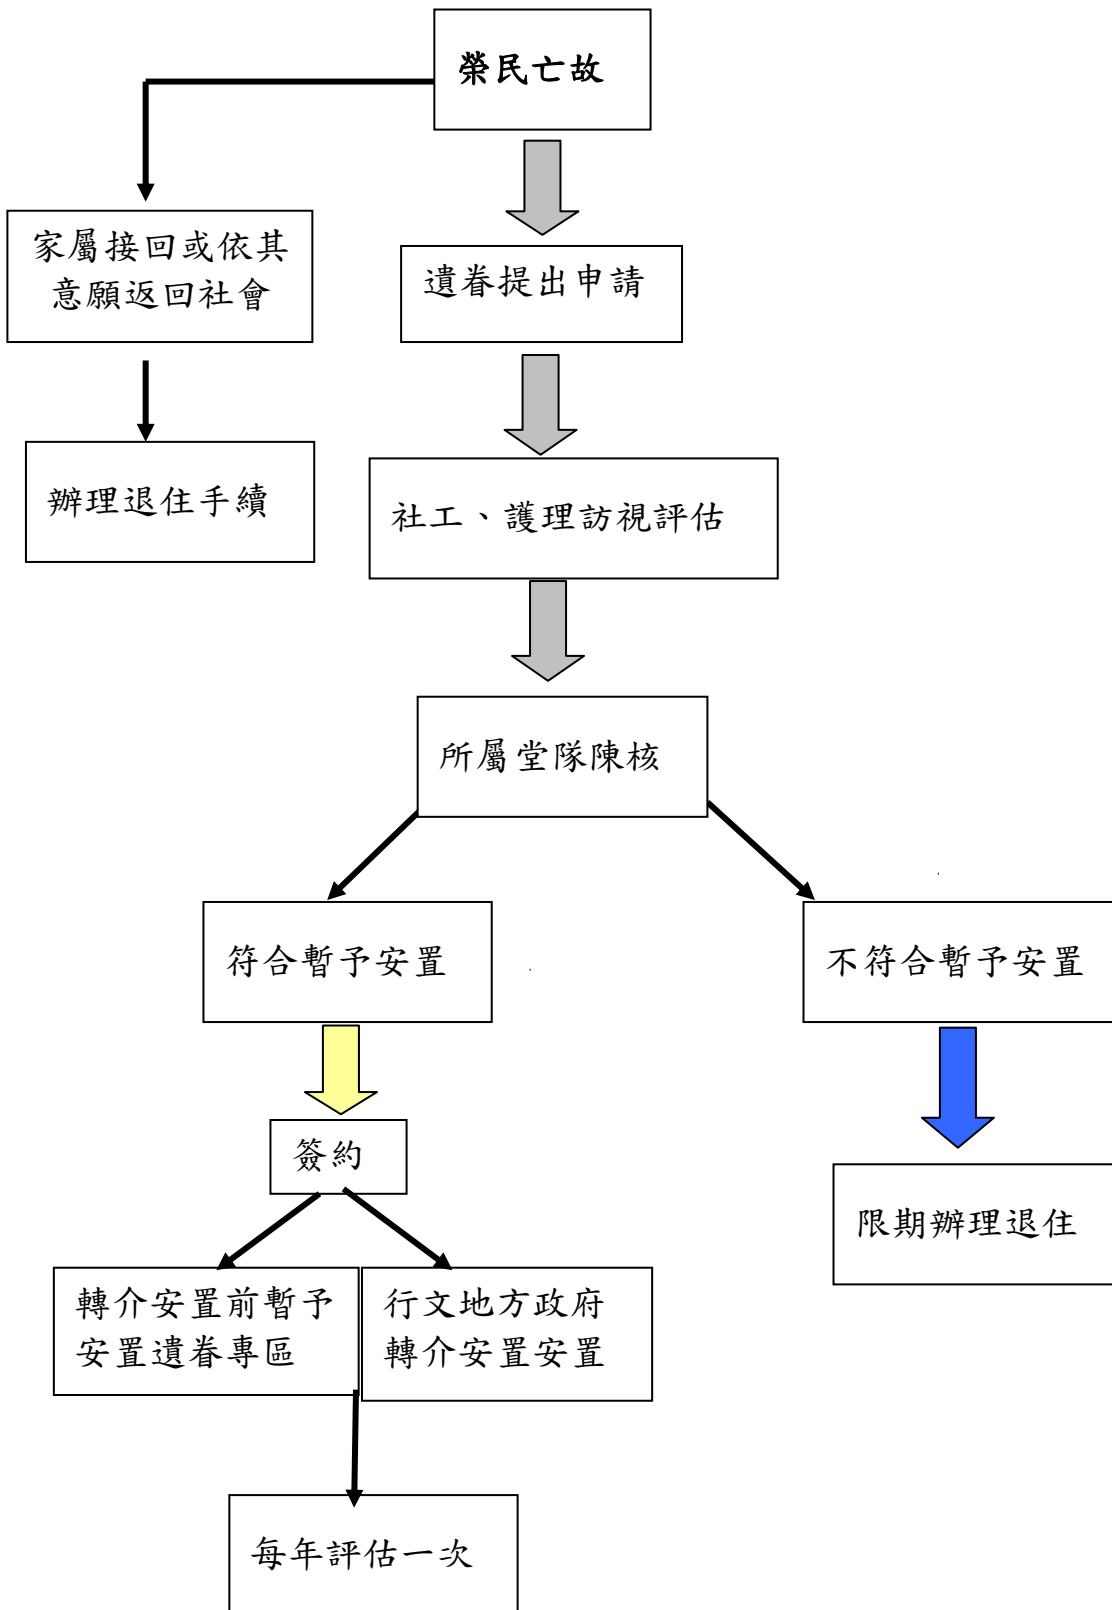 榮民亡故
家屬接回或依其
意願返回社會
遺眷提出申請
辦理退住手續
社工、護理訪視評估
所屬堂隊陳核
符合暫予安置
不符合暫予安置
簽約
限期辦理退住
轉介安置前暫予
安置遺眷專區
行文地方政府
轉介安置安置
每年評估一次